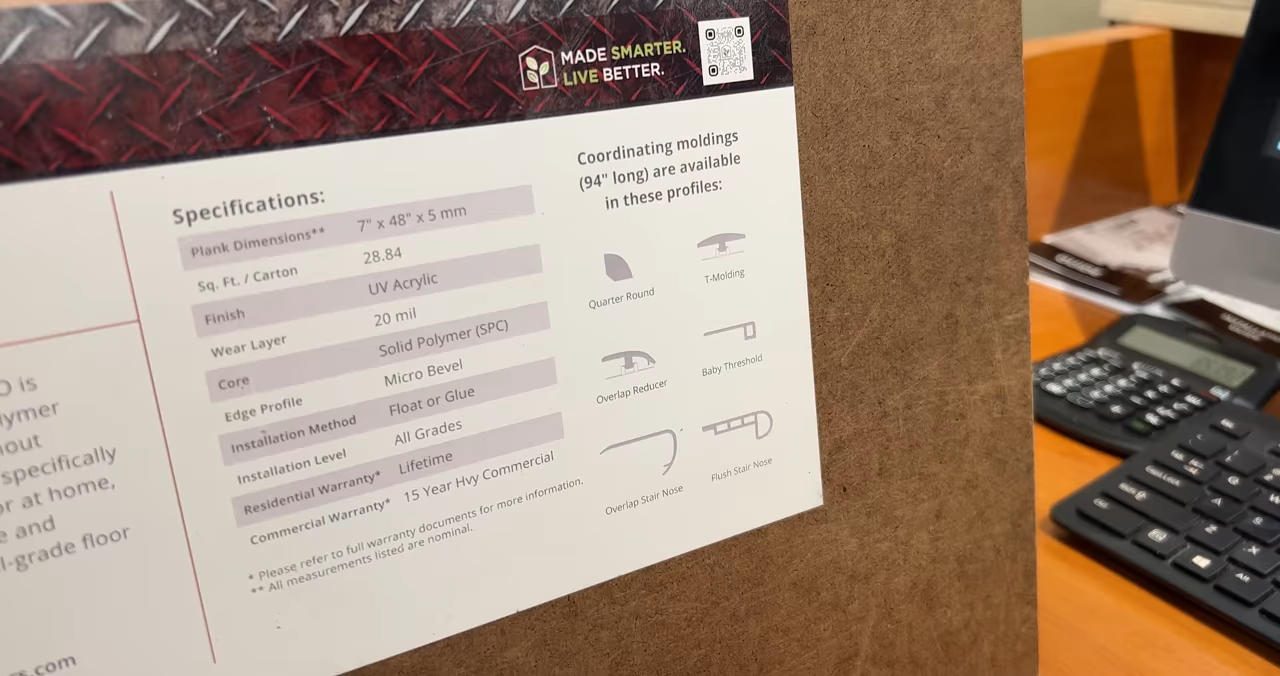 MADE SMARTER.
LIVE BETTER.
Specifications:
Plank Dimensions** 7" x 48" x 5 mm
Sq. Ft. / Carton 28.84
Finish UV Acrylic
Wear Layer 20 mil
Core Solid Polymer (SPC)
Edge Profile Micro Bevel
Installation Method Float or Glue
Installation Level All Grades
Residential Warranty* Lifetime
Commercial Warranty* 15 Year Hvy Commercial
* Please refer to full warranty documents for more information.
** All measurements listed are nominal.
Coordinating moldings
(94" long) are available
in these profiles:
Quarter Round
T-Molding
Overlap Reducer
Baby Threshold
Overlap Stair Nose
Flush Stair Nose
is
specifically
or at home,
and
l-grade floor
.com